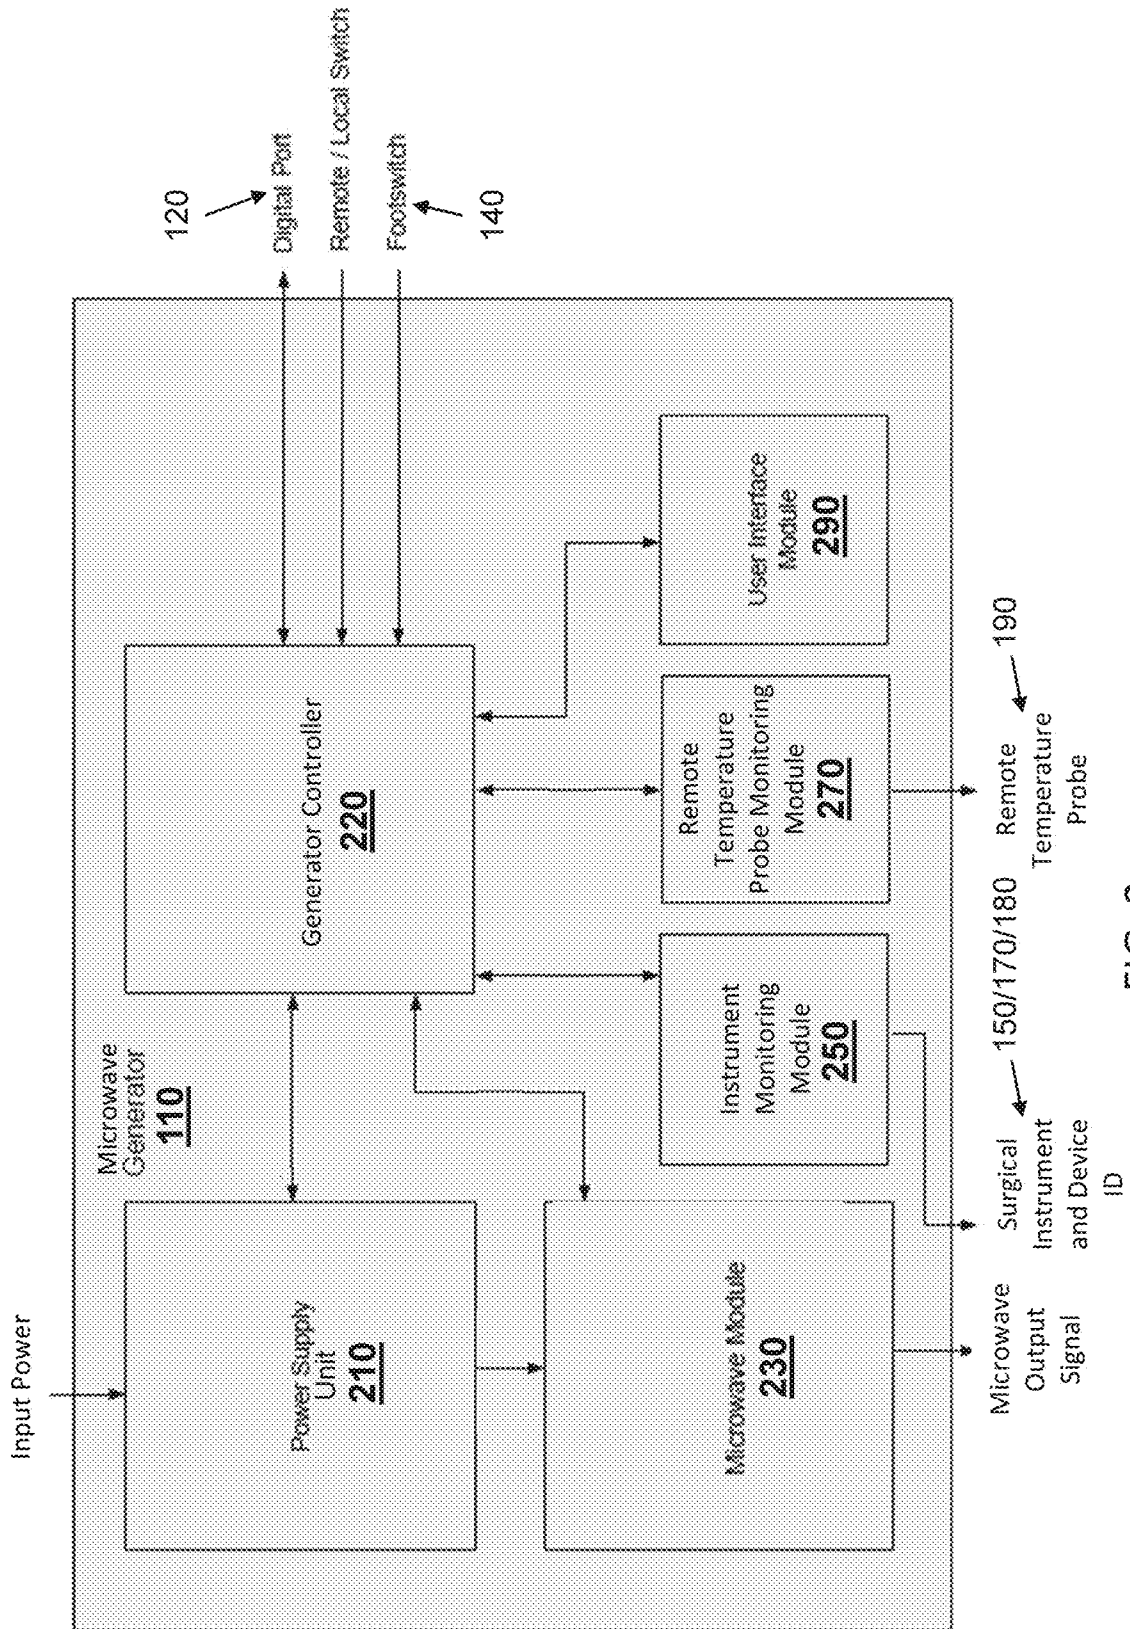 Input Power
Microwave
Generator
110
Power Supply
Unit
210
Generator Controller
220
120
Digital Port
Remote / Local Switch
Footswitch
140
Microwave Module
230
Instrument
Monitoring
Module
250
Remote
Temperature
Probe Monitoring
Module
270
User Interface
Module
290
Microwave
Output
Signal
Surgical
Instrument
and Device
ID
150/170/180
Remote
Temperature
Probe
190